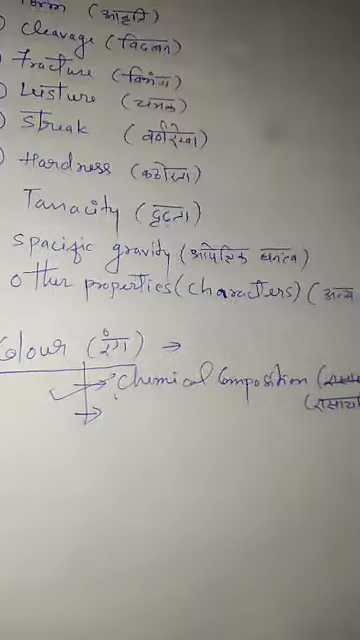 Form (आकृति)
Cleavage (विदलन)
Fracture (विभंग)
Leisture (चमक)
Streak (वर्णरेखा)
Hardness (कठोरता)
Tanacity (दृढ़ता)
Spacific gravity (आपेक्षिक घनत्व)
other properties (characters) (अन्य
Colour (रंग) →
→ Chemical Composition (
(रासाय
→